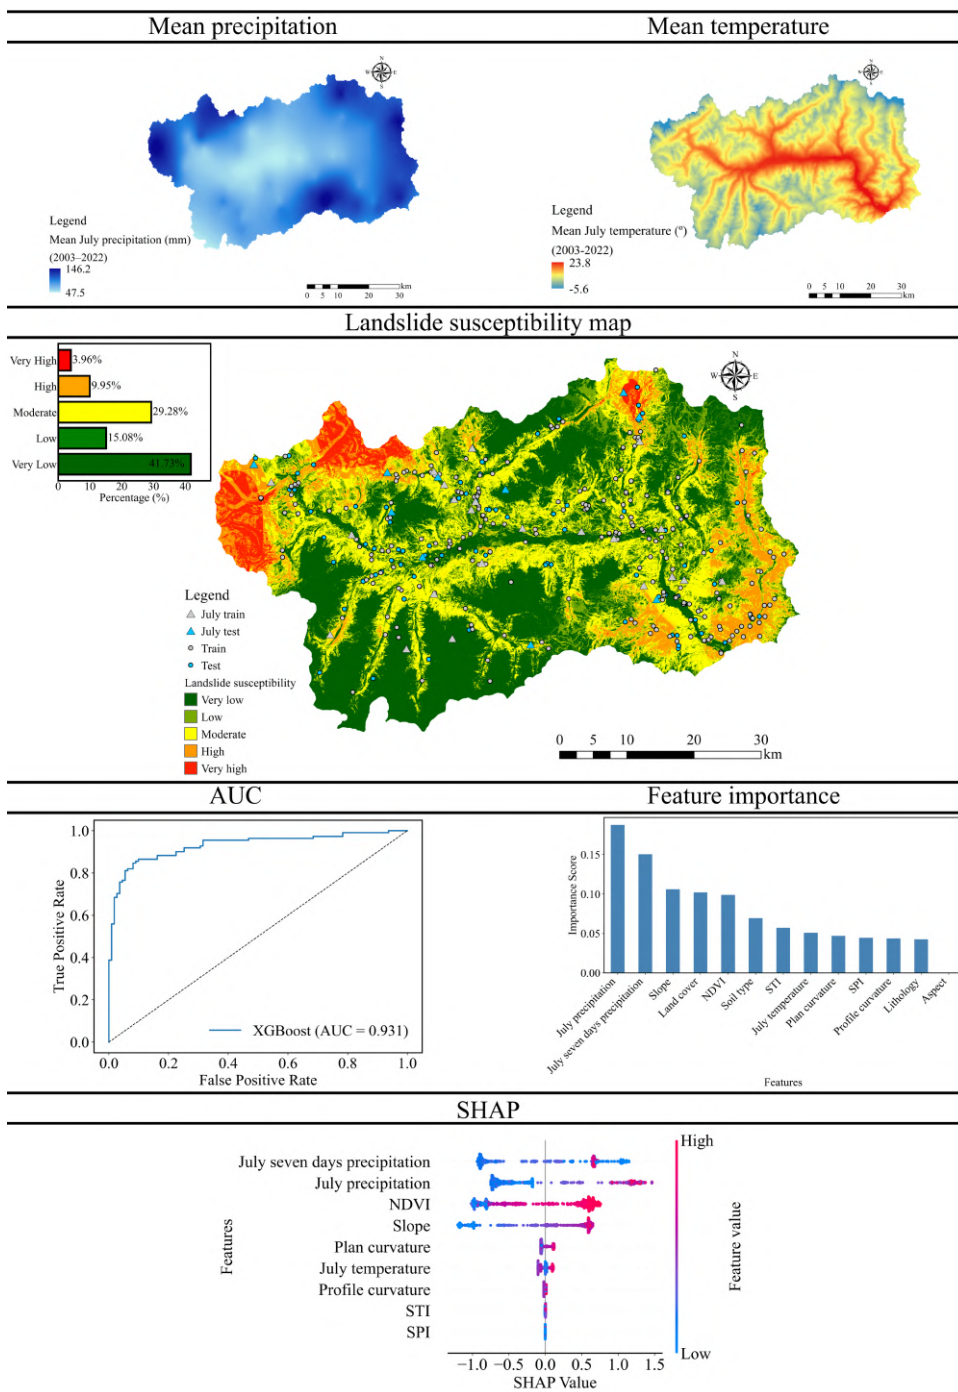 Mean precipitation
Mean temperature
N
W E
S
N
W E
S
Legend
Mean July precipitation (mm)
(2003–2022)
146.2
47.5
0 5 10 20 30
km
Legend
Mean July temperature (º)
(2003-2022)
23.8
-5.6
0 5 10 20 30
km
Landslide susceptibility map
Very High 3.96%
High 9.95%
Moderate 29.28%
Low 15.08%
Very Low 41.73%
0 10 20 30 40
Percentage (%)
N
W E
S
Legend
July train
July test
Train
Test
Landslide susceptibility
Very low
Low
Moderate
High
Very high
0 5 10 20 30
km
AUC
Feature importance
1.0
0.8
0.6
0.4
0.2
0.0
True Positive Rate
XGBoost (AUC = 0.931)
0.0 0.2 0.4 0.6 0.8 1.0
False Positive Rate
0.15
0.10
0.05
0.00
Importance Score
July precipitation
July seven days precipitation
Slope
Land cover
NDVI
Soil type
STI
July temperature
Plan curvature
SPI
Profile curvature
Lithology
Aspect
Features
SHAP
High
July seven days precipitation
July precipitation
NDVI
Slope
Plan curvature
July temperature
Profile curvature
STI
SPI
Features
Feature value
Low
−1.0 −0.5 0.0 0.5 1.0 1.5
SHAP Value